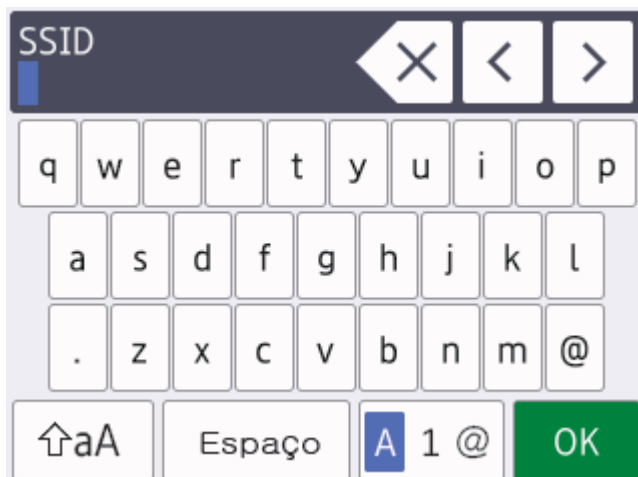 SSID
q w e r t y u i o p
a s d f g h j k l
. z x c v b n m @
aA Espaço A 1 @ OK